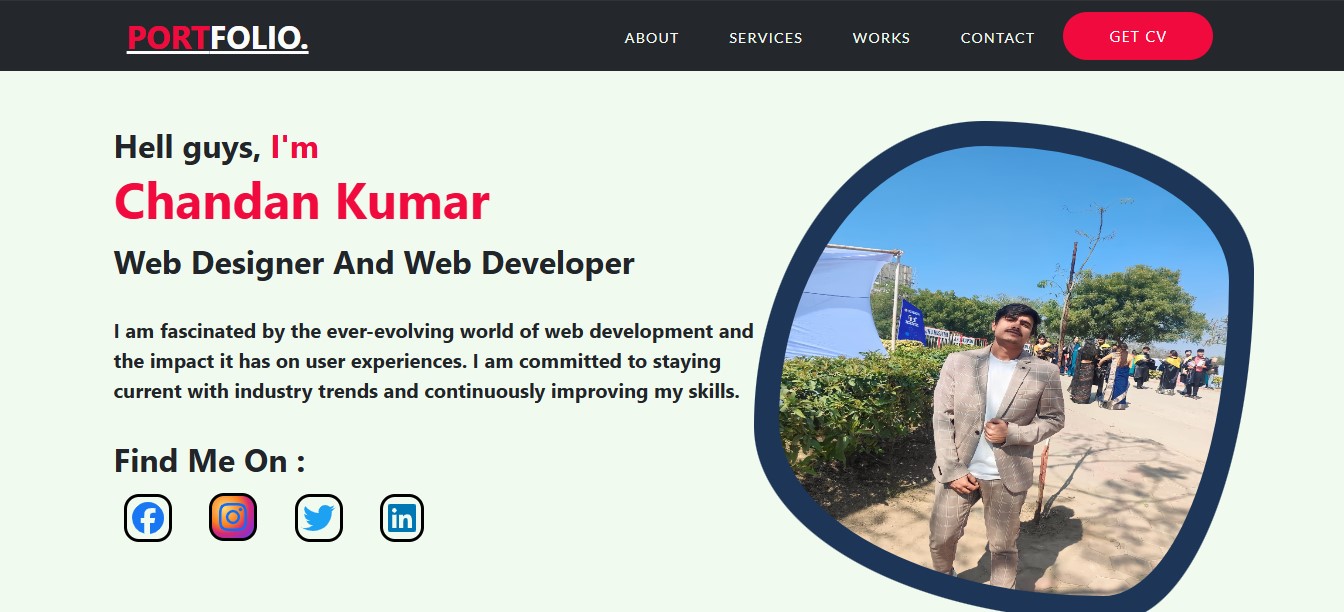 PORTFOLIO.
ABOUT SERVICES WORKS CONTACT GET CV
Hell guys, I'm
Chandan Kumar
Web Designer And Web Developer
I am fascinated by the ever-evolving world of web development and
the impact it has on user experiences. I am committed to staying
current with industry trends and continuously improving my skills.
Find Me On :